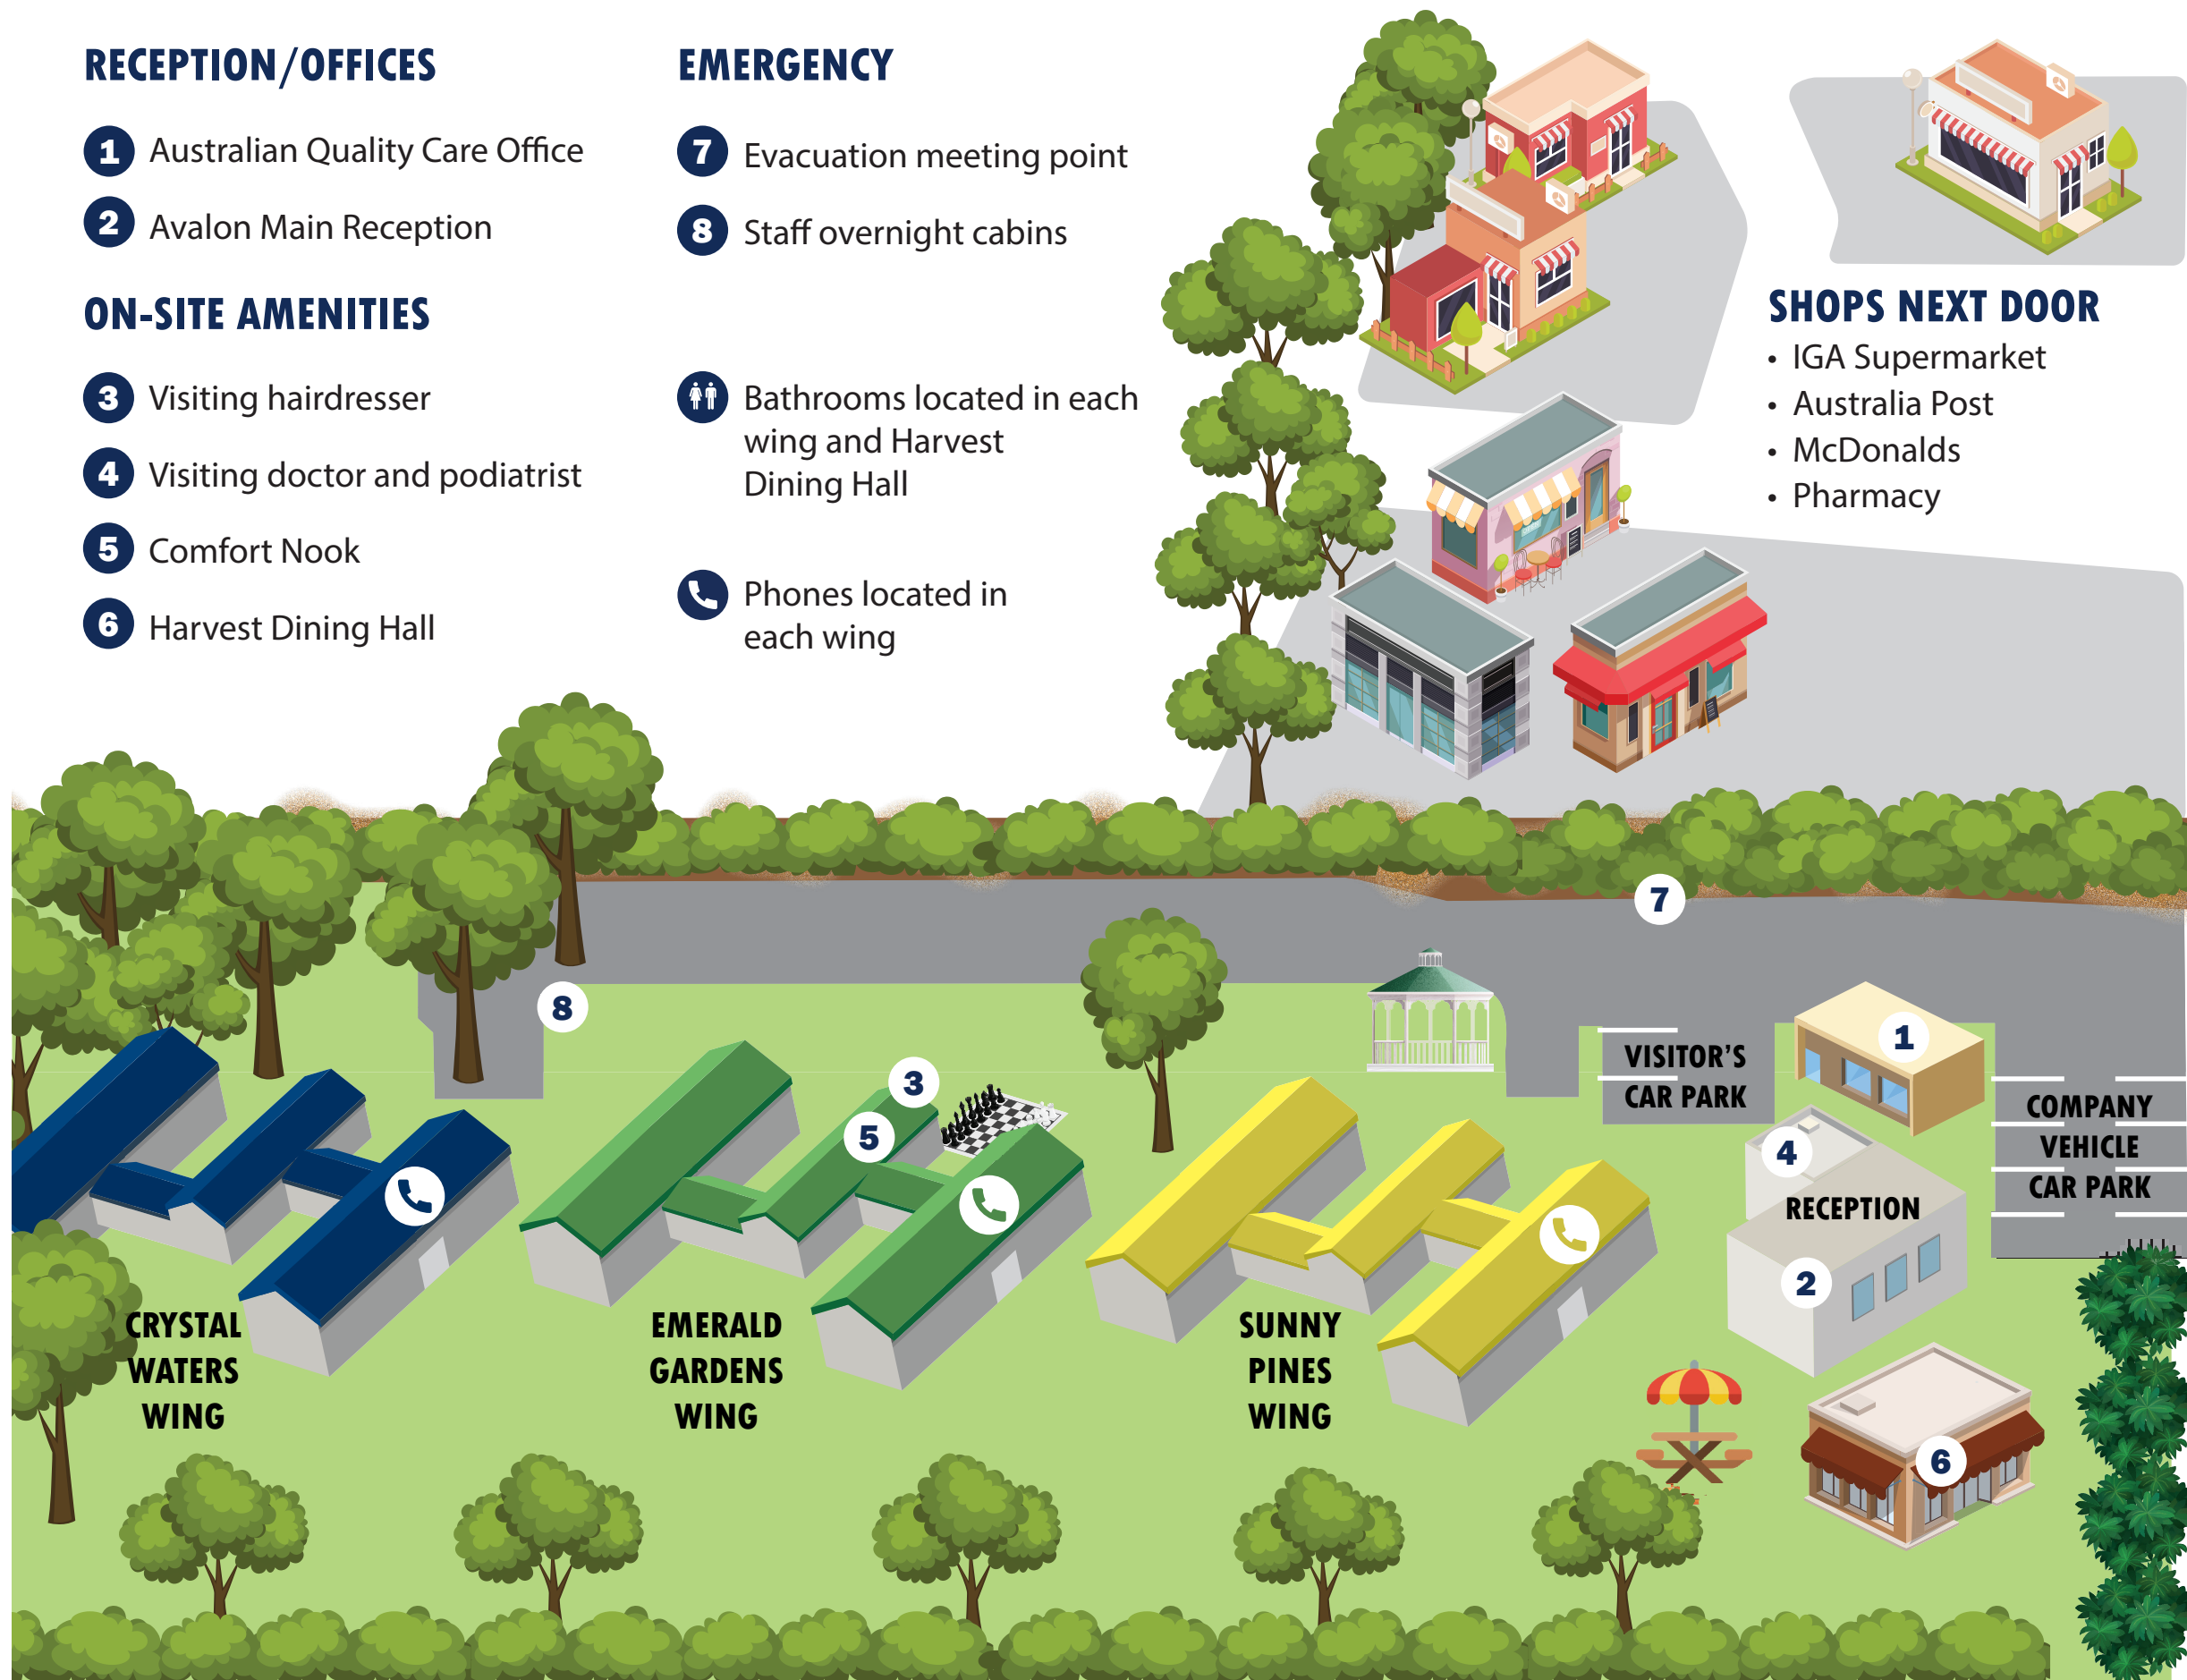 RECEPTION/OFFICES
1 Australian Quality Care Office
2 Avalon Main Reception
ON-SITE AMENITIES
3 Visiting hairdresser
4 Visiting doctor and podiatrist
5 Comfort Nook
6 Harvest Dining Hall
EMERGENCY
7 Evacuation meeting point
8 Staff overnight cabins
Bathrooms located in each
wing and Harvest
Dining Hall
Phones located in
each wing
SHOPS NEXT DOOR
• IGA Supermarket
• Australia Post
• McDonalds
• Pharmacy
7
8
1
VISITOR'S
CAR PARK
3
5
4
COMPANY
VEHICLE
CAR PARK
RECEPTION
2
CRYSTAL
WATERS
WING
EMERALD
GARDENS
WING
SUNNY
PINES
WING
6